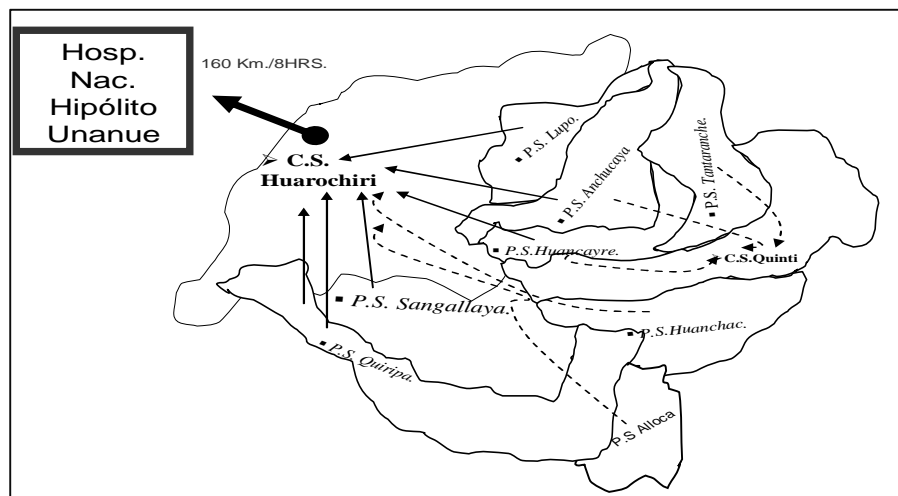 Hosp.
Nac.
Hipólito
Unanue
160 Km./8HRS.
C.S.
Huarochiri
P.S. Lupo.
P.S. Anchucaya
P.S. Tantaranche.
P.S.Huancayre.
C.S.Quinti
P.S. Sangallaya.
P.S.Huanchac.
P.S. Quiripa.
P.S Alloca